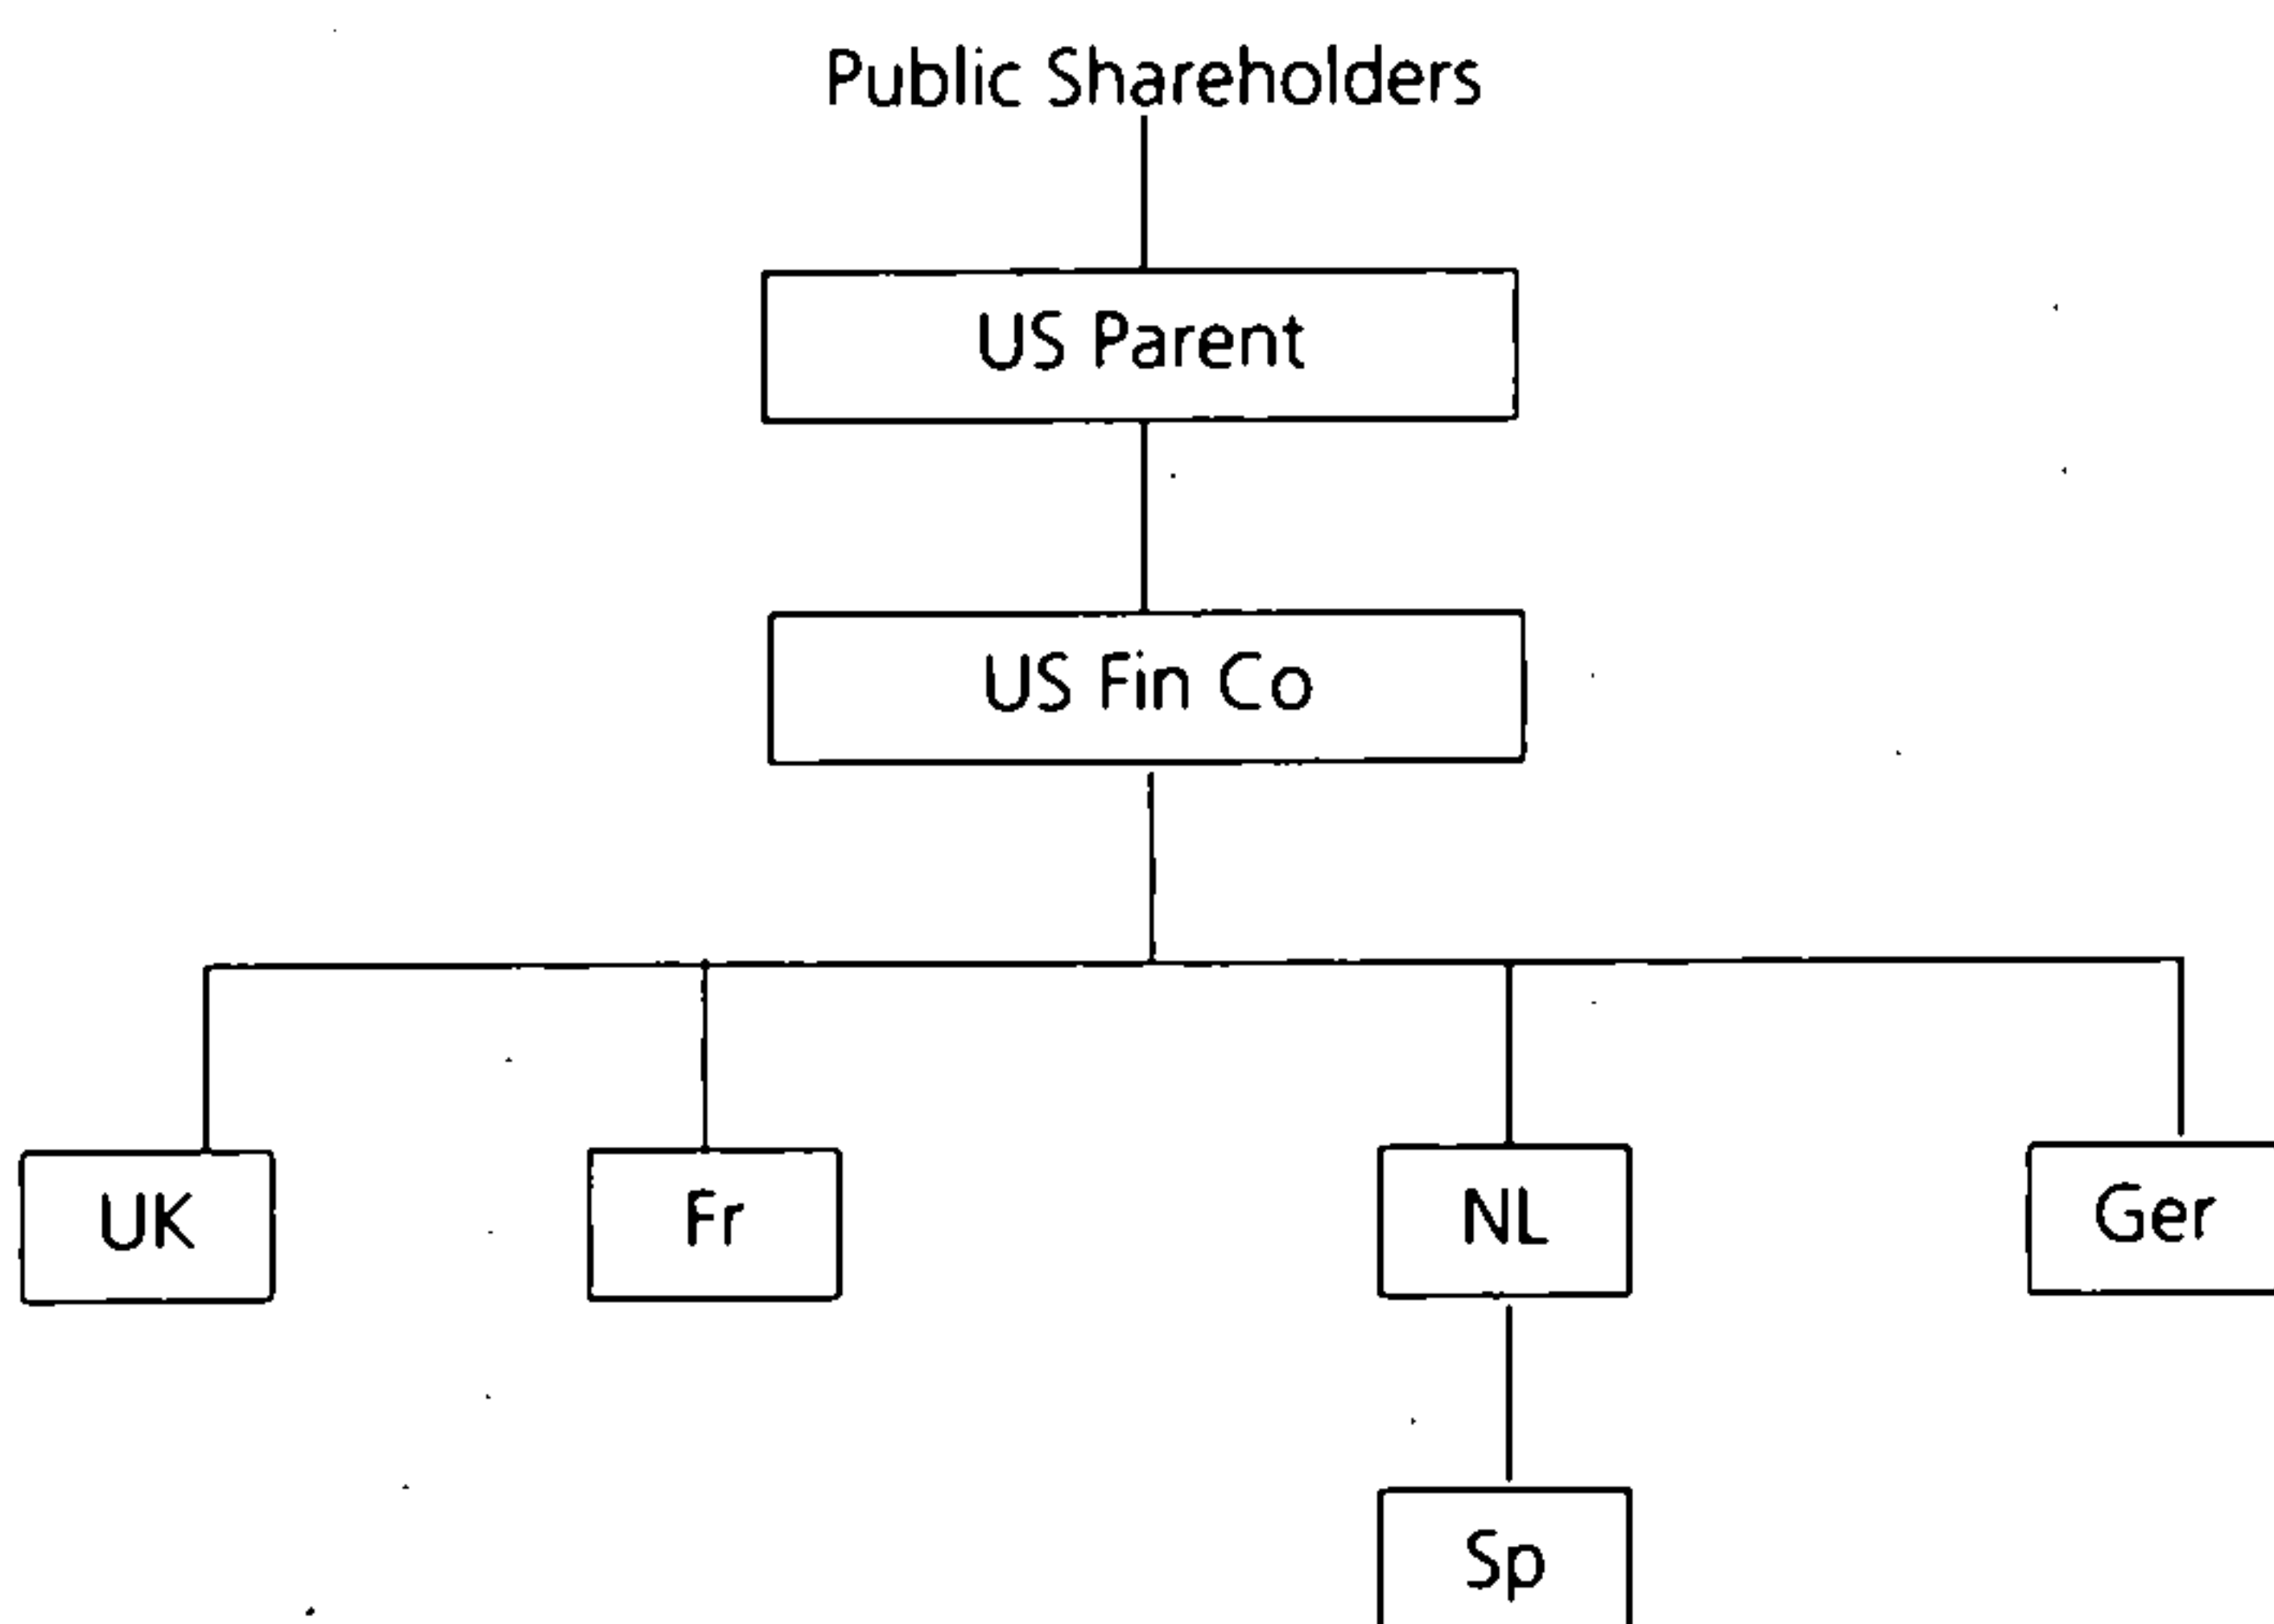 Public Shareholders
US Parent
US Fin Co
UK
Fr
NL
Ger
Sp